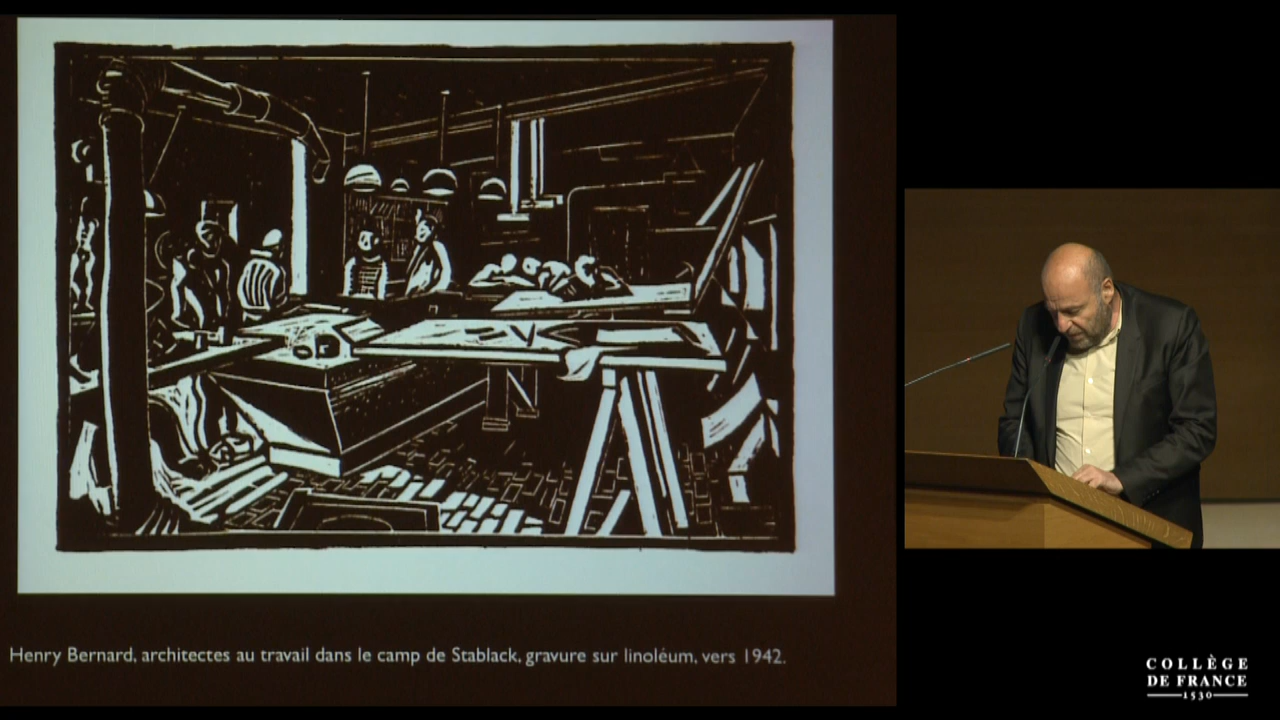 Henry Bernard, architectes au travail dans le camp de Stablack, gravure sur linoléum, vers 1942.
COLLÈGE
DE FRANCE
1530